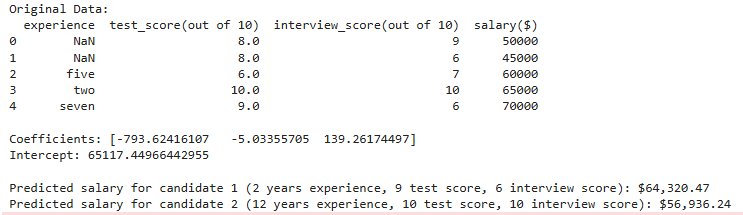 Original Data:
experience test_score(out of 10) interview_score(out of 10) salary($)
0 NaN 8.0 9 50000
1 NaN 8.0 6 45000
2 five 6.0 7 60000
3 two 10.0 10 65000
4 seven 9.0 6 70000
Coefficients: [-793.62416107 -5.03355705 139.26174497]
Intercept: 65117.44966442955
Predicted salary for candidate 1 (2 years experience, 9 test score, 6 interview score): $64,320.47
Predicted salary for candidate 2 (12 years experience, 10 test score, 10 interview score): $56,936.24